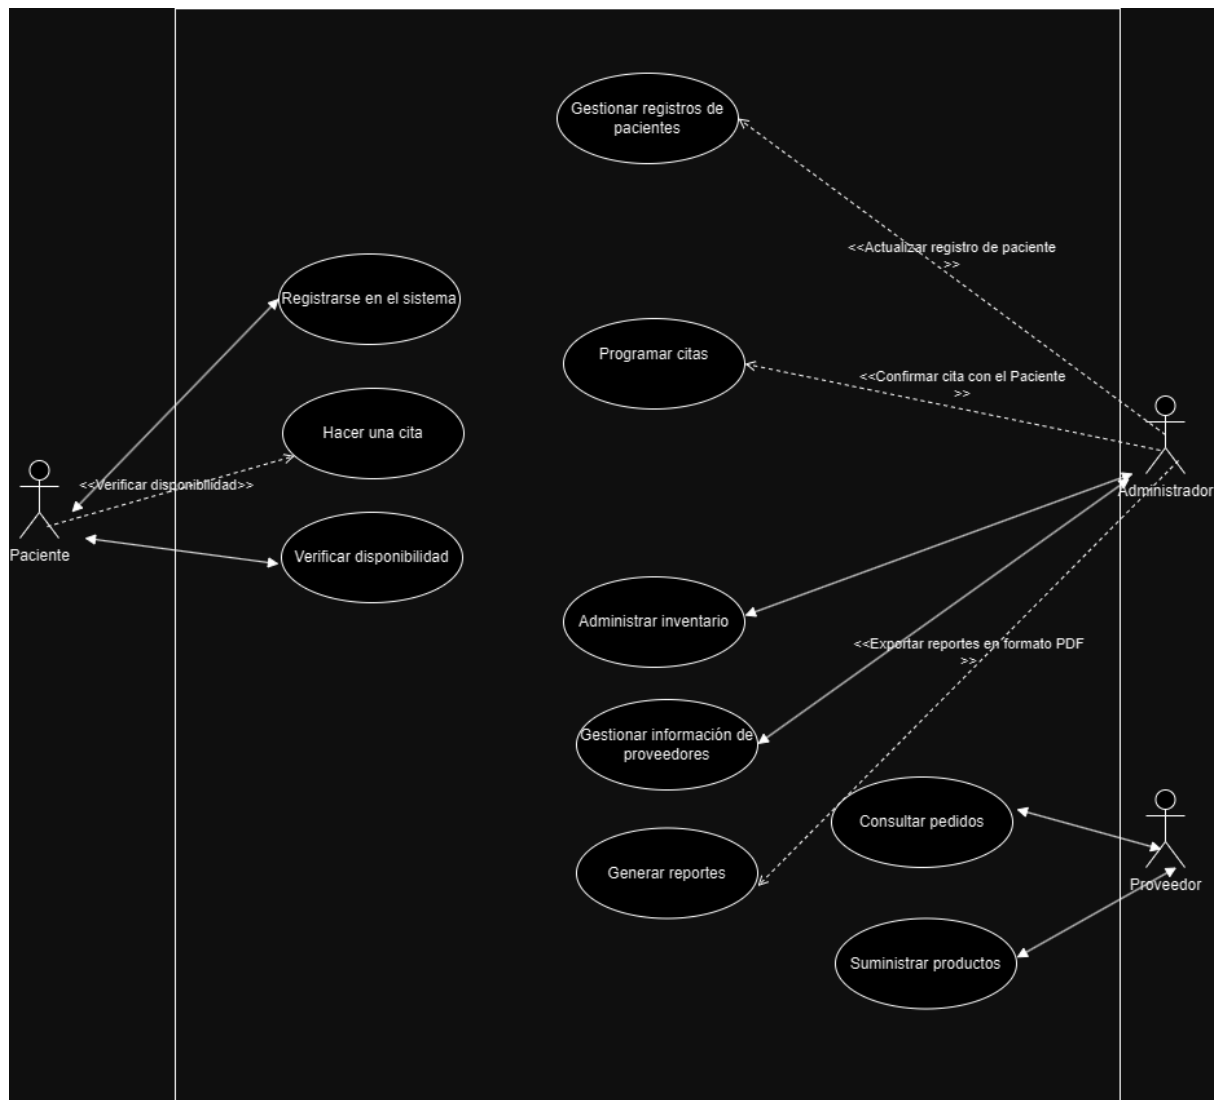 Gestionar registros de
pacientes
<<Actualizar registro de paciente
>>
Registrarse en el sistema
Programar citas
<<Confirmar cita con el Paciente
>>
Hacer una cita
<<Verificar disponibilidad>>
Administrador
Paciente
Verificar disponibilidad
Administrar inventario
<<Exportar reportes en formato PDF
>>
Gestionar información de
proveedores
Consultar pedidos
Generar reportes
Proveedor
Suministrar productos